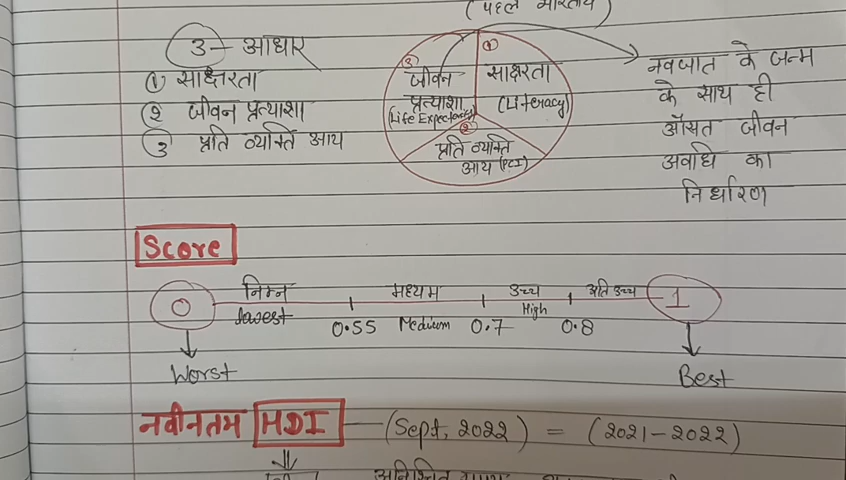 (पहले भारतीय)
3 - आधार
① साक्षरता
② जीवन प्रत्याशा
③ प्रति व्यक्ति आय
③ जीवन प्रत्याशा (Life Expectancy)
① साक्षरता (Literacy)
② प्रति व्यक्ति आय (PCI)
नवजात के जन्म
के साथ ही
औसत जीवन
अवधि का
निर्धारण
Score
0 निम्न मध्यम उच्च अति उच्च 1
lowest 0.55 Medium 0.7 High 0.8
Worst Best
नवीनतम HDI - (Sept, 2022) = (2021-2022)